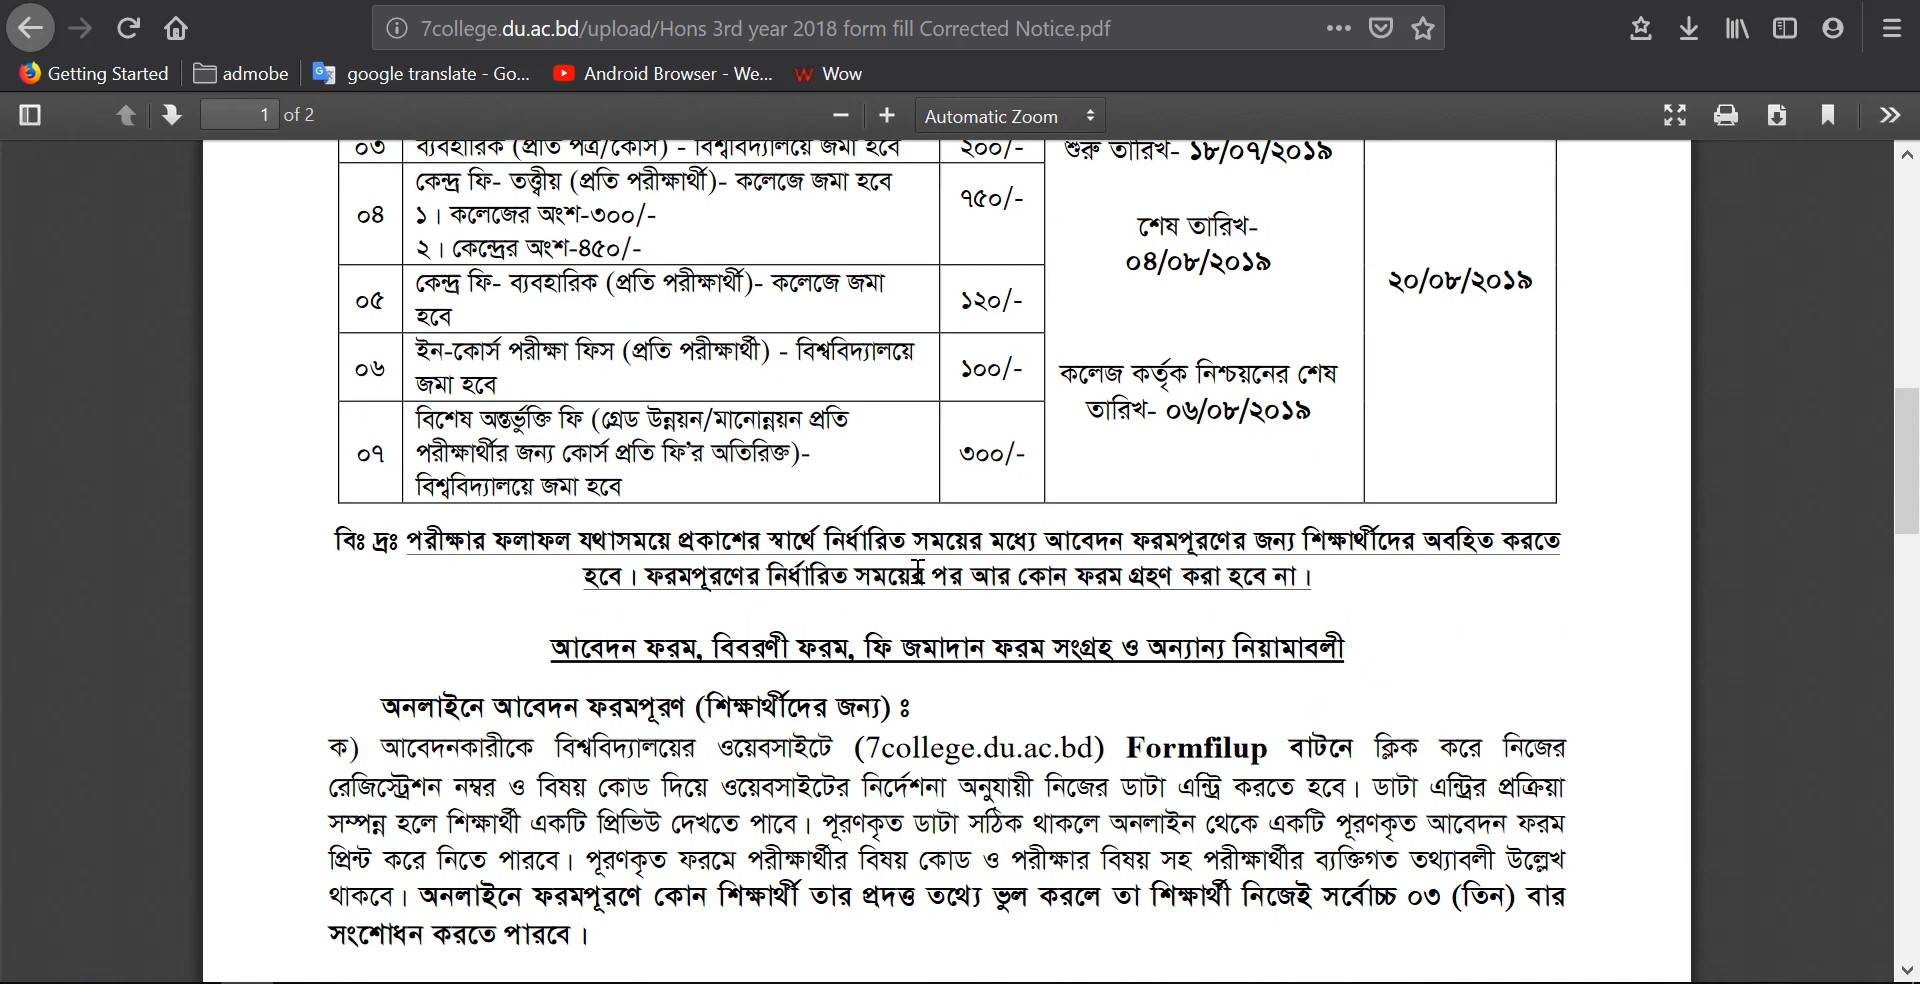 7college.du.ac.bd/upload/Hons 3rd year 2018 form fill Corrected Notice.pdf
Getting Started admobe google translate - Go... Android Browser - We... Wow
1 of 2 Automatic Zoom
০৩ ব্যবহারিক (প্রতি পত্র/কোর্স) - বিশ্ববিদ্যালয়ে জমা হবে ২০০/-
০৪ কেন্দ্র ফি- তত্ত্বীয় (প্রতি পরীক্ষার্থী)- কলেজে জমা হবে
১। কলেজের অংশ-৩০০/-
২। কেন্দ্রের অংশ-৪৫০/-
৭৫০/-
০৫ কেন্দ্র ফি- ব্যবহারিক (প্রতি পরীক্ষার্থী)- কলেজে জমা
হবে
১২০/-
০৬ ইন-কোর্স পরীক্ষা ফিস (প্রতি পরীক্ষার্থী) - বিশ্ববিদ্যালয়ে
জমা হবে
১০০/-
০৭ বিশেষ অন্তর্ভুক্তি ফি (গ্রেড উন্নয়ন/মানোন্নয়ন প্রতি
পরীক্ষার্থীর জন্য কোর্স প্রতি ফি’র অতিরিক্ত)-
বিশ্ববিদ্যালয়ে জমা হবে
৩০০/-
শুরু তারিখ- ১৮/০৭/২০১৯
শেষ তারিখ-
০৪/০৮/২০১৯
কলেজ কর্তৃক নিশ্চয়নের শেষ
তারিখ- ০৬/০৮/২০১৯
২০/০৮/২০১৯
বিঃ দ্রঃ পরীক্ষার ফলাফল যথাসময়ে প্রকাশের স্বার্থে নির্ধারিত সময়ের মধ্যে আবেদন ফরমপূরণের জন্য শিক্ষার্থীদের অবহিত করতে
হবে। ফরমপূরণের নির্ধারিত সময়ের পর আর কোন ফরম গ্রহণ করা হবে না।
আবেদন ফরম, বিবরণী ফরম, ফি জমাদান ফরম সংগ্রহ ও অন্যান্য নিয়ামাবলী
অনলাইনে আবেদন ফরমপূরণ (শিক্ষার্থীদের জন্য) ঃ
ক) আবেদনকারীকে বিশ্ববিদ্যালয়ের ওয়েবসাইটে (7college.du.ac.bd) Formfilup বাটনে ক্লিক করে নিজের
রেজিস্ট্রেশন নম্বর ও বিষয় কোড দিয়ে ওয়েবসাইটের নির্দেশনা অনুযায়ী নিজের ডাটা এন্ট্রি করতে হবে। ডাটা এন্ট্রির প্রক্রিয়া
সম্পন্ন হলে শিক্ষার্থী একটি প্রিভিউ দেখতে পাবে। পূরণকৃত ডাটা সঠিক থাকলে অনলাইন থেকে একটি পূরণকৃত আবেদন ফরম
প্রিন্ট করে নিতে পারবে। পূরণকৃত ফরমে পরীক্ষার্থীর বিষয় কোড ও পরীক্ষার বিষয় সহ পরীক্ষার্থীর ব্যক্তিগত তথ্যাবলী উল্লেখ
থাকবে। অনলাইনে ফরমপূরণে কোন শিক্ষার্থী তার প্রদত্ত তথ্যে ভুল করলে তা শিক্ষার্থী নিজেই সর্বোচ্চ ০৩ (তিন) বার
সংশোধন করতে পারবে।